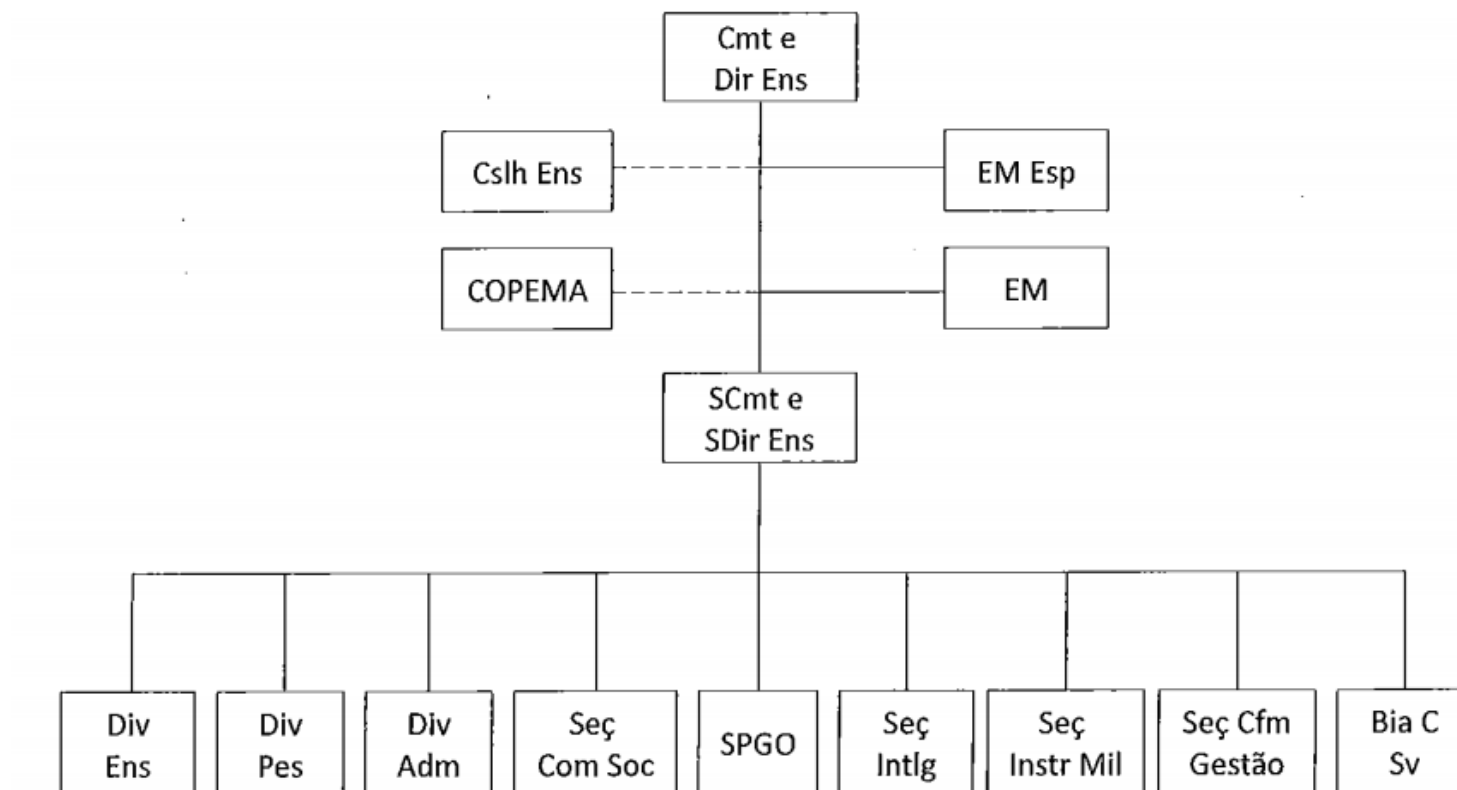 Cmt e
Dir Ens
Cslh Ens
EM Esp
COPEMA
EM
SCmt e
SDir Ens
Div
Ens
Div
Pes
Div
Adm
Seç
Com Soc
SPGO
Seç
Intlg
Seç
Instr Mil
Seç Cfm
Gestão
Bia C
Sv